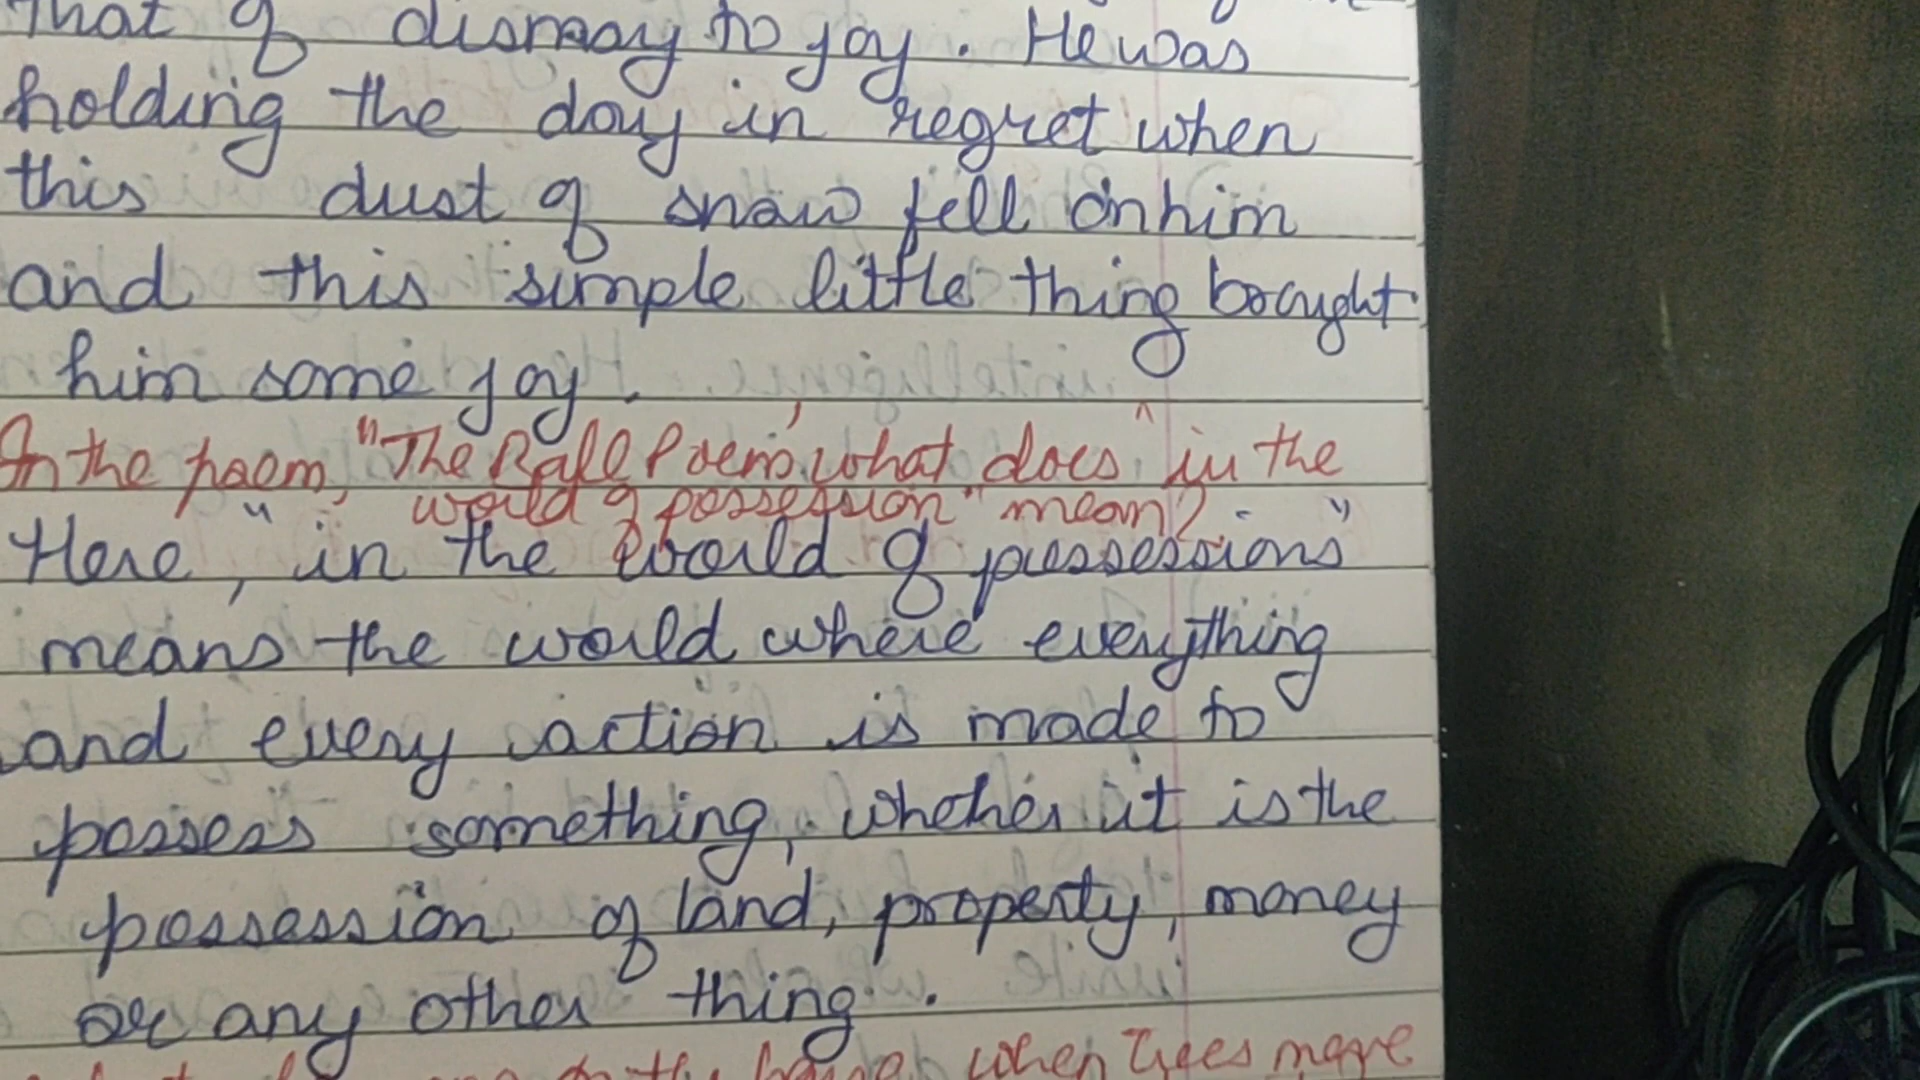 that of dismay to joy. He was
holding the day in regret when
this dust of snow fell on him
and this simple little thing bought
him some joy.
In the poem, "The Ball Poem, what does "in the
world of possession" mean?
Here, "in the world of possessions"
means the world where everything
and every action is made to
possess something, whether it is the
possession of land, property, money
or any other thing.
when trees move